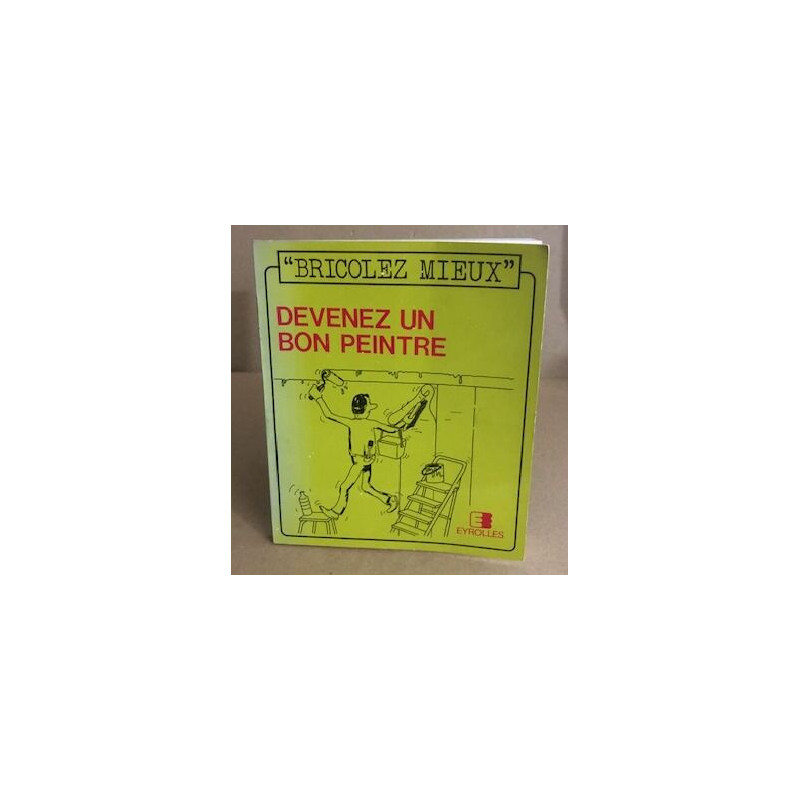 “BRICOLEZ MIEUX”
DEVENEZ UN
BON PEINTRE
EYROLLES